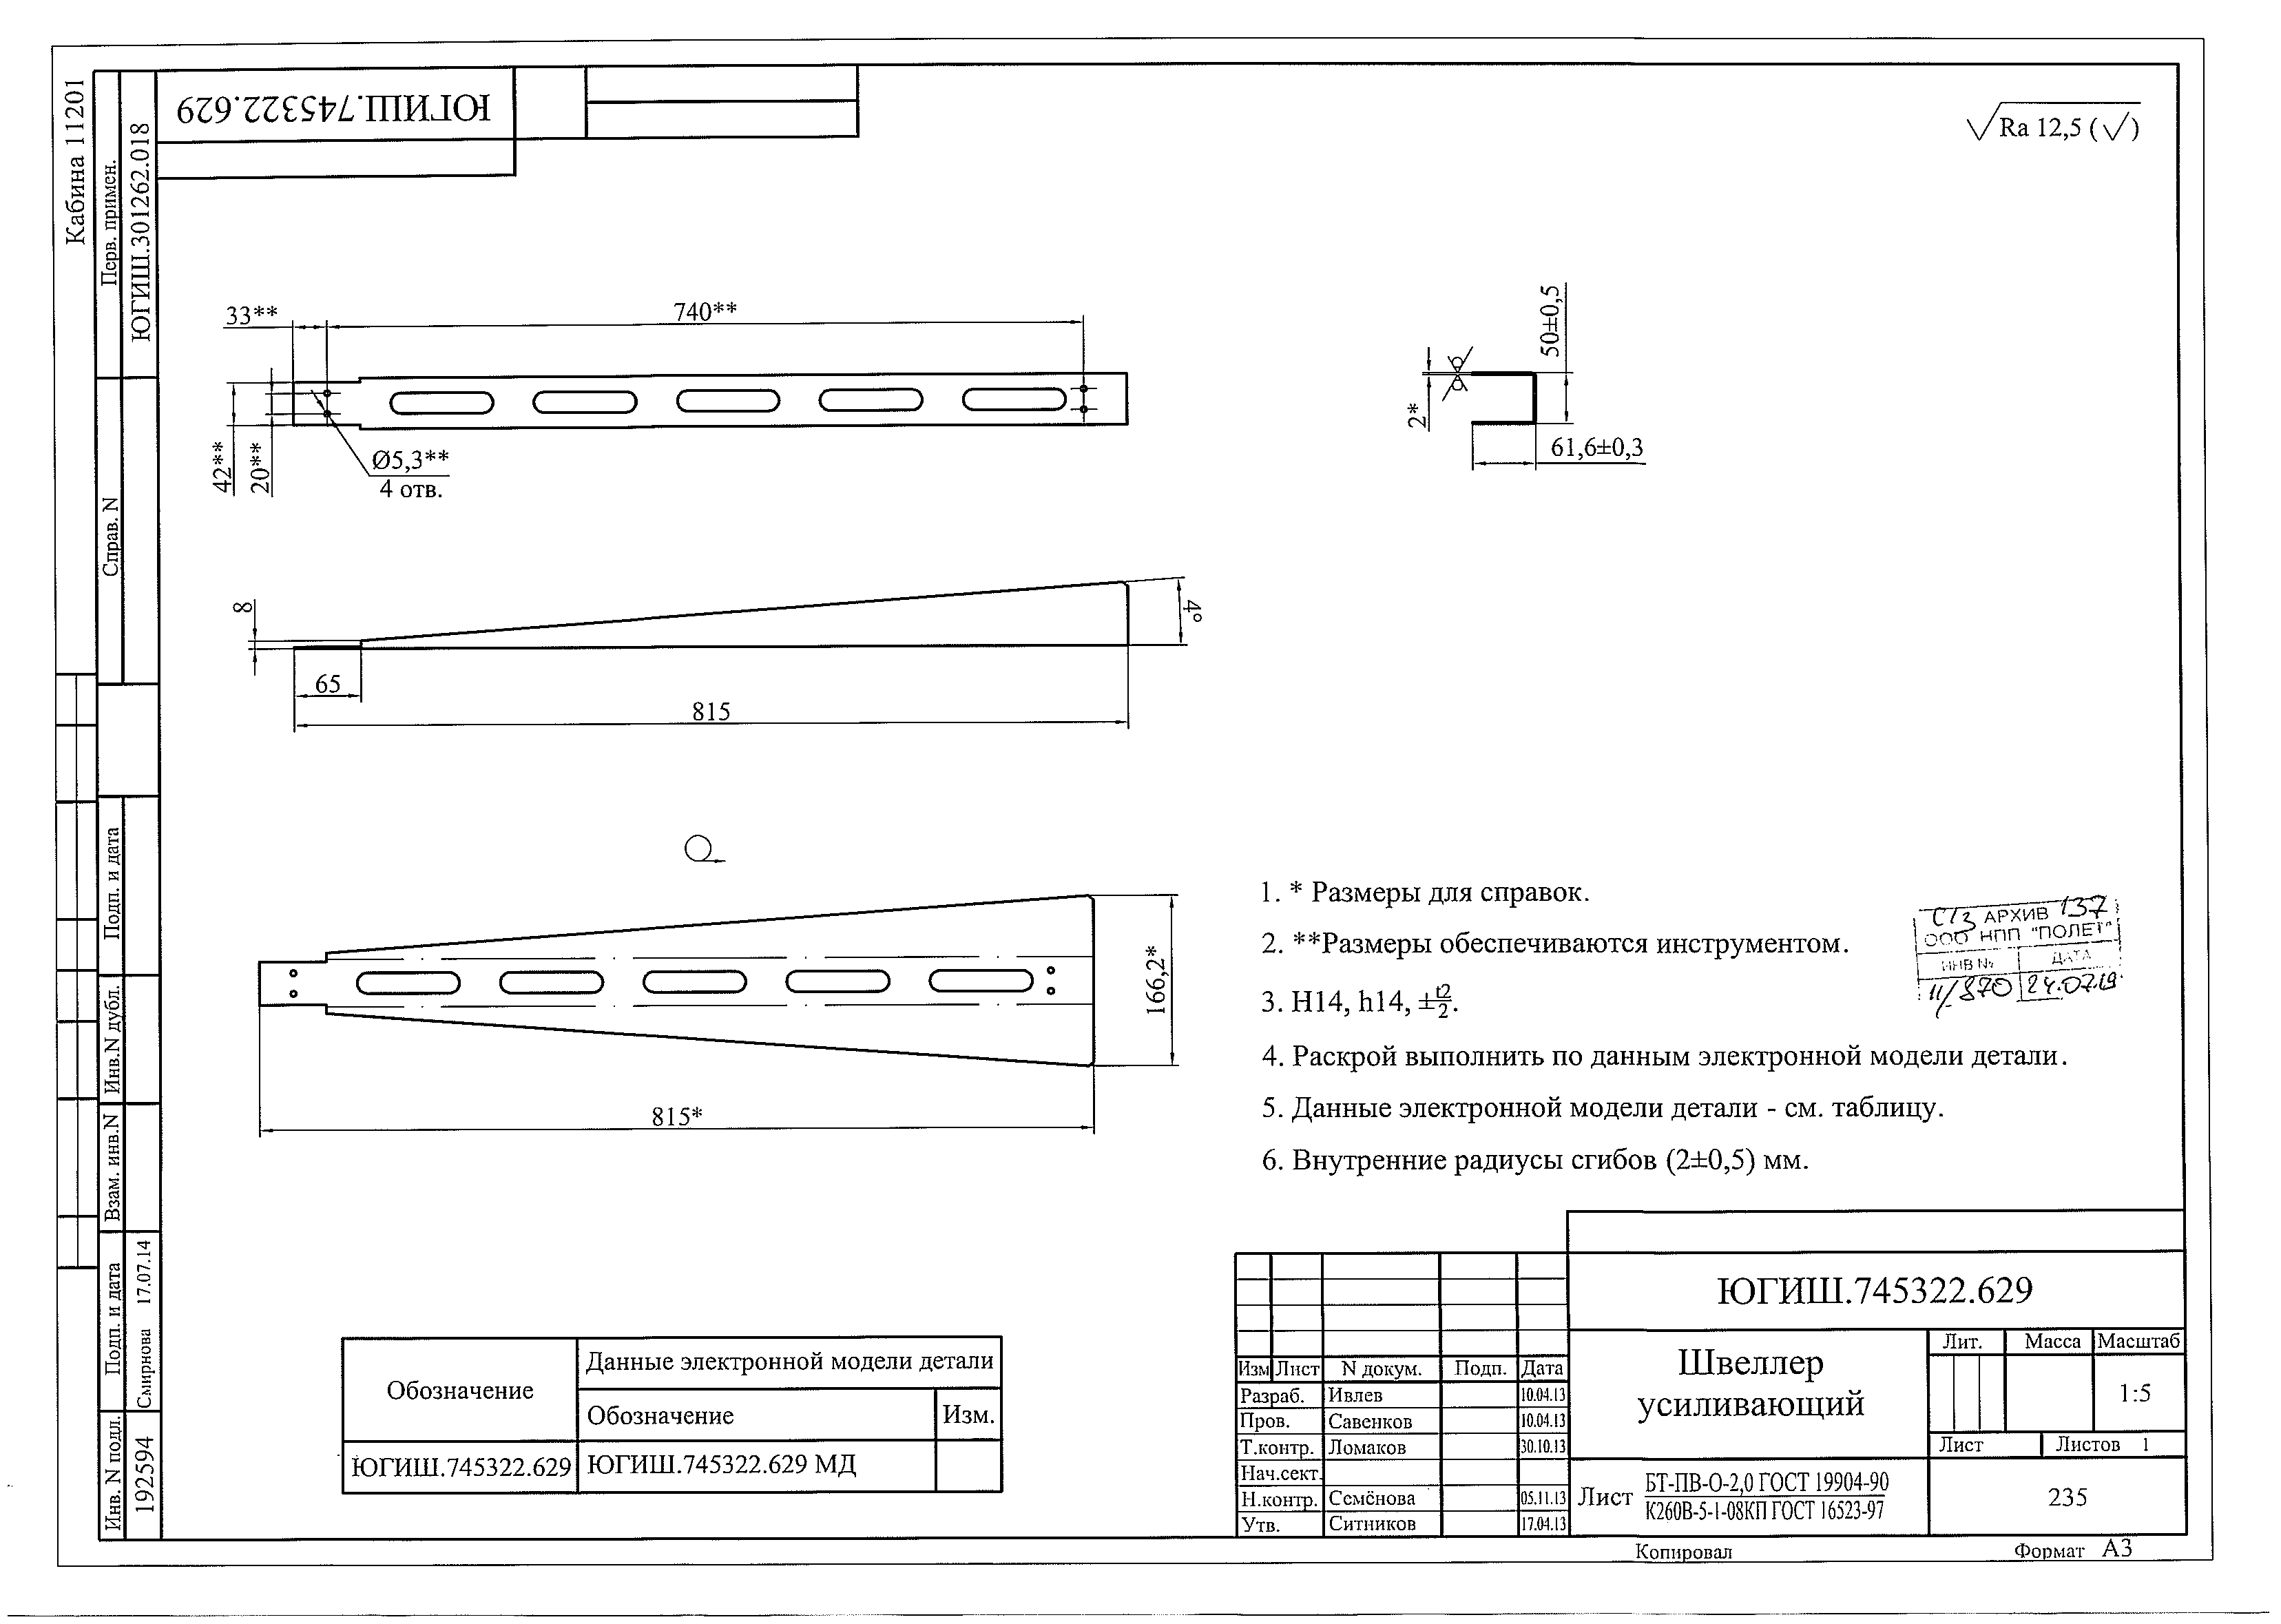 Кабина 11201
Перв. примен.
ЮГИШ.301262.018
Справ. N
Подп. и дата
Инв.N дубл.
Взам. инв.N
Подп. и дата
Смирнова 17.07.14
Инв. N подл.
192594
ЮГИШ.745322.629
Ra 12,5 (√)
33**
740**
42**
20**
Ø5,3**
4 отв.
50±0,5
2*
61,6±0,3
8
65
815
4°
166,2*
815*
1. * Размеры для справок.
2. **Размеры обеспечиваются инструментом.
3. H14, h14, ±t2/2.
4. Раскрой выполнить по данным электронной модели детали.
5. Данные электронной модели детали - см. таблицу.
6. Внутренние радиусы сгибов (2±0,5) мм.
АРХИВ 137
ООО НПП "ПОЛЕТ"
ИНВ № ДАТА
11/870 24.07.19
Обозначение
Данные электронной модели детали
Обозначение Изм.
ЮГИШ.745322.629 ЮГИШ.745322.629 МД
ЮГИШ.745322.629
Швеллер
усиливающий
Лит. Масса Масштаб
1:5
Лист Листов 1
Изм Лист N докум. Подп. Дата
Разраб. Ивлев 10.04.13
Пров. Савенков 10.04.13
Т.контр. Ломаков 30.10.13
Нач.сект.
Н.контр. Семёнова 05.11.13
Утв. Ситников 17.04.13
Лист БТ-ПВ-О-2,0 ГОСТ 19904-90
К260В-5-1-08КП ГОСТ 16523-97
235
Копировал
Формат А3